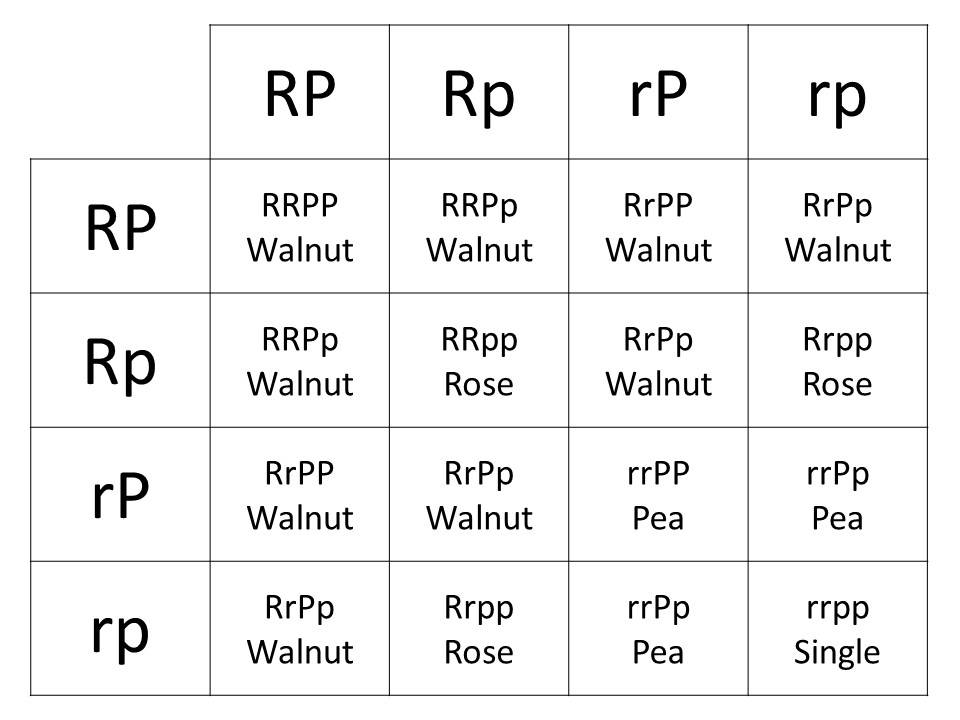 RP Rp rP rp
RP
RRPP RRPp RrPP RrPp
Walnut Walnut Walnut Walnut
Rp
RRPp RRpp RrPp Rrpp
Walnut Rose Walnut Rose
rP
RrPP RrPp rrPP rrPp
Walnut Walnut Pea Pea
rp
RrPp Rrpp rrPp rrpp
Walnut Rose Pea Single